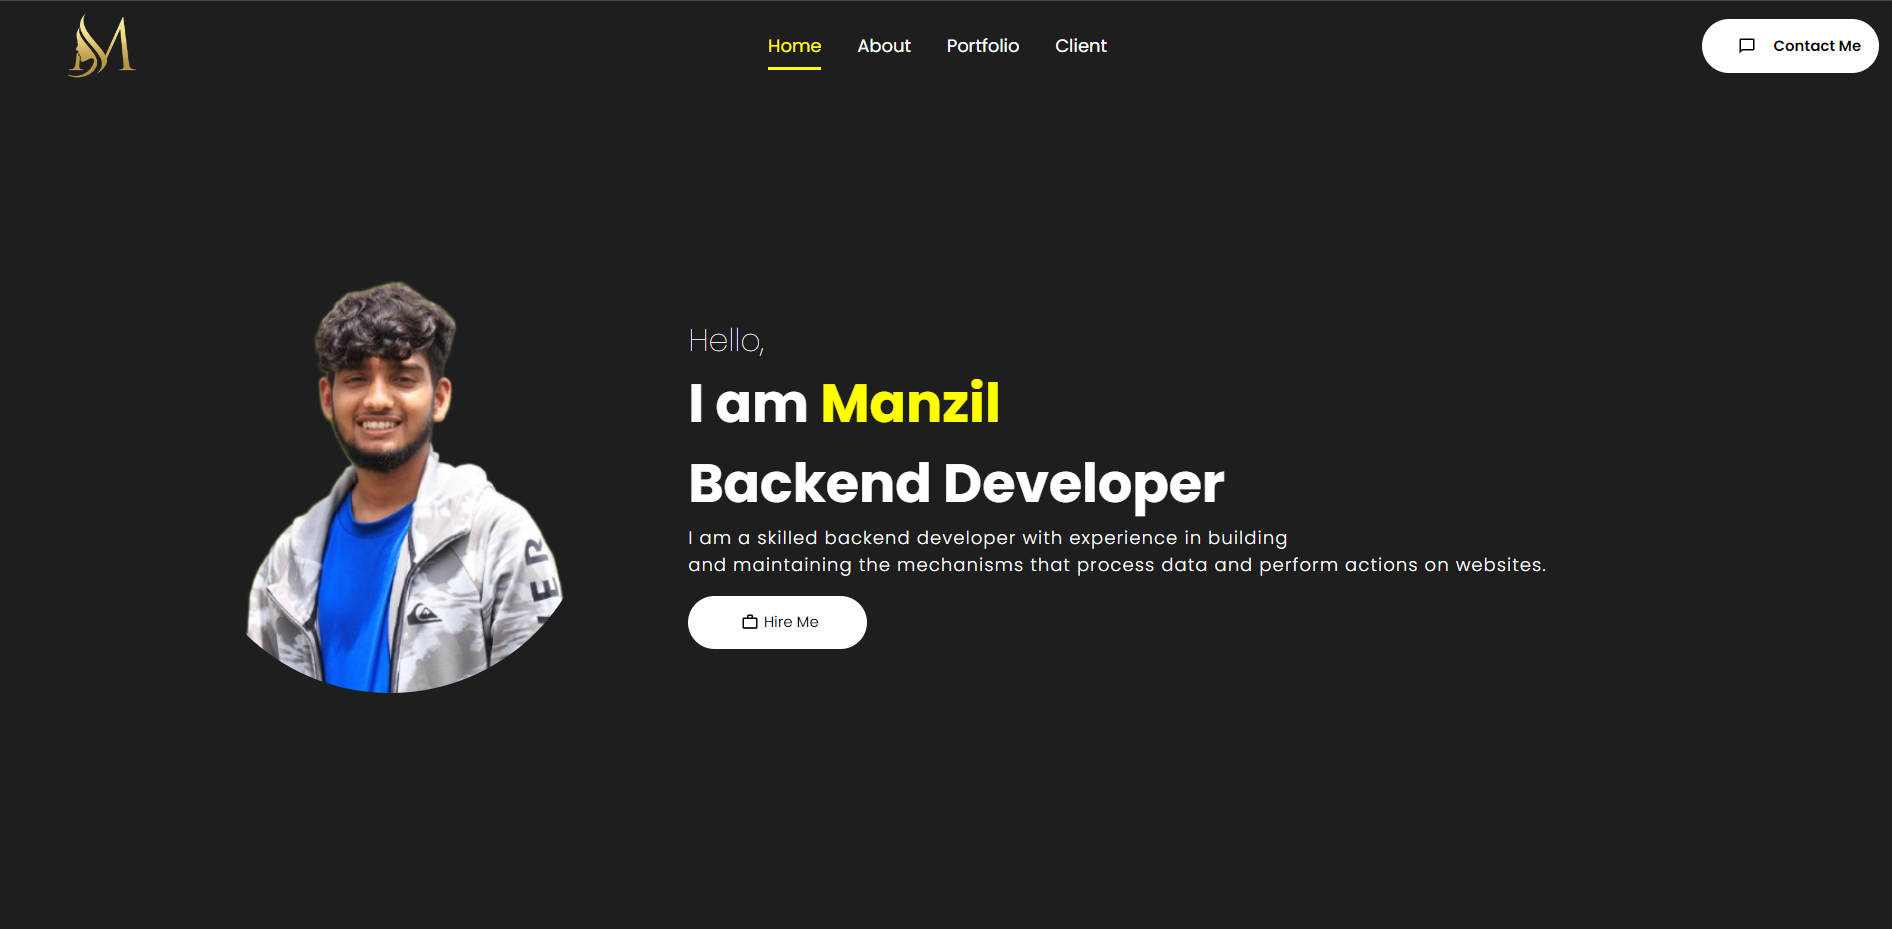 M
Home About Portfolio Client
Contact Me
Hello,
I am Manzil
Backend Developer
I am a skilled backend developer with experience in building
and maintaining the mechanisms that process data and perform actions on websites.
Hire Me